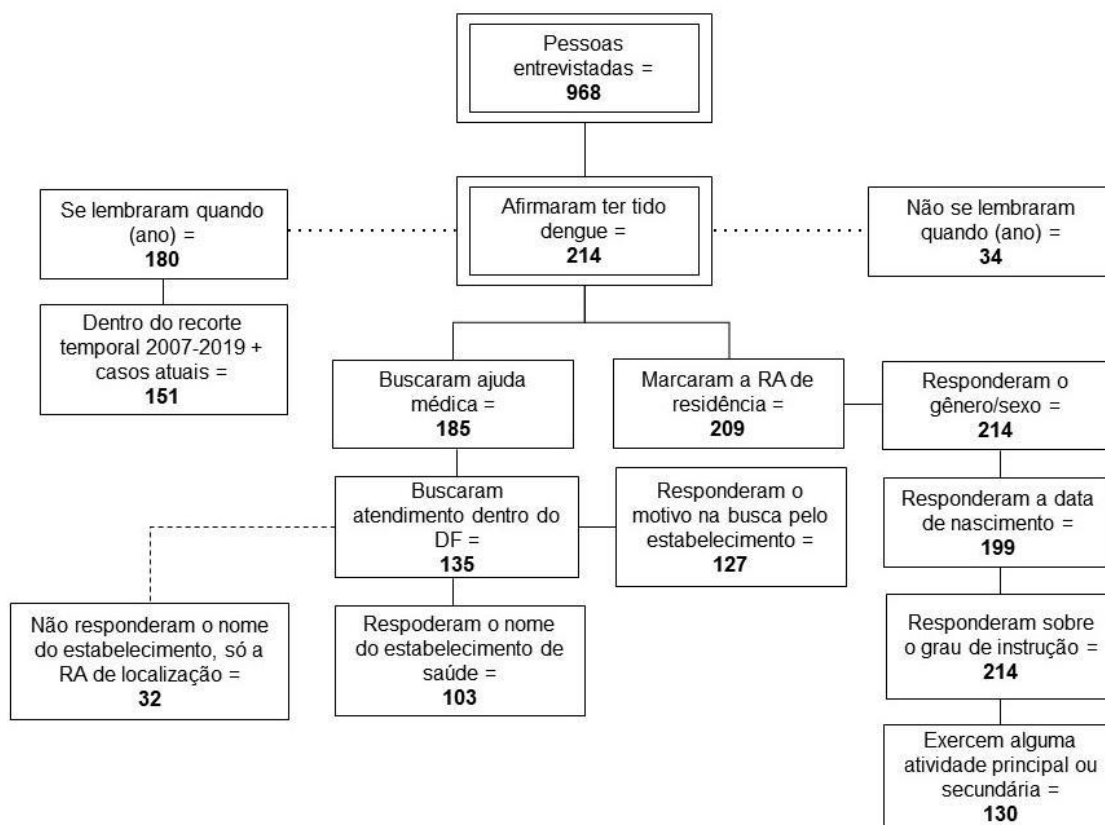 Pessoas
entrevistadas =
968
Afirmaram ter tido
dengue =
214
Se lembraram quando
(ano) =
180
Não se lembraram
quando (ano) =
34
Dentro do recorte
temporal 2007-2019 +
casos atuais =
151
Buscaram ajuda
médica =
185
Marcaram a RA de
residência =
209
Responderam o
gênero/sexo =
214
Buscaram
atendimento dentro do
DF =
135
Responderam o
motivo na busca pelo
estabelecimento =
127
Responderam a data
de nascimento =
199
Não responderam o nome
do estabelecimento, só a
RA de localização =
32
Respoderam o nome
do estabelecimento de
saúde =
103
Responderam sobre
o grau de instrução =
214
Exercem alguma
atividade principal ou
secundária =
130